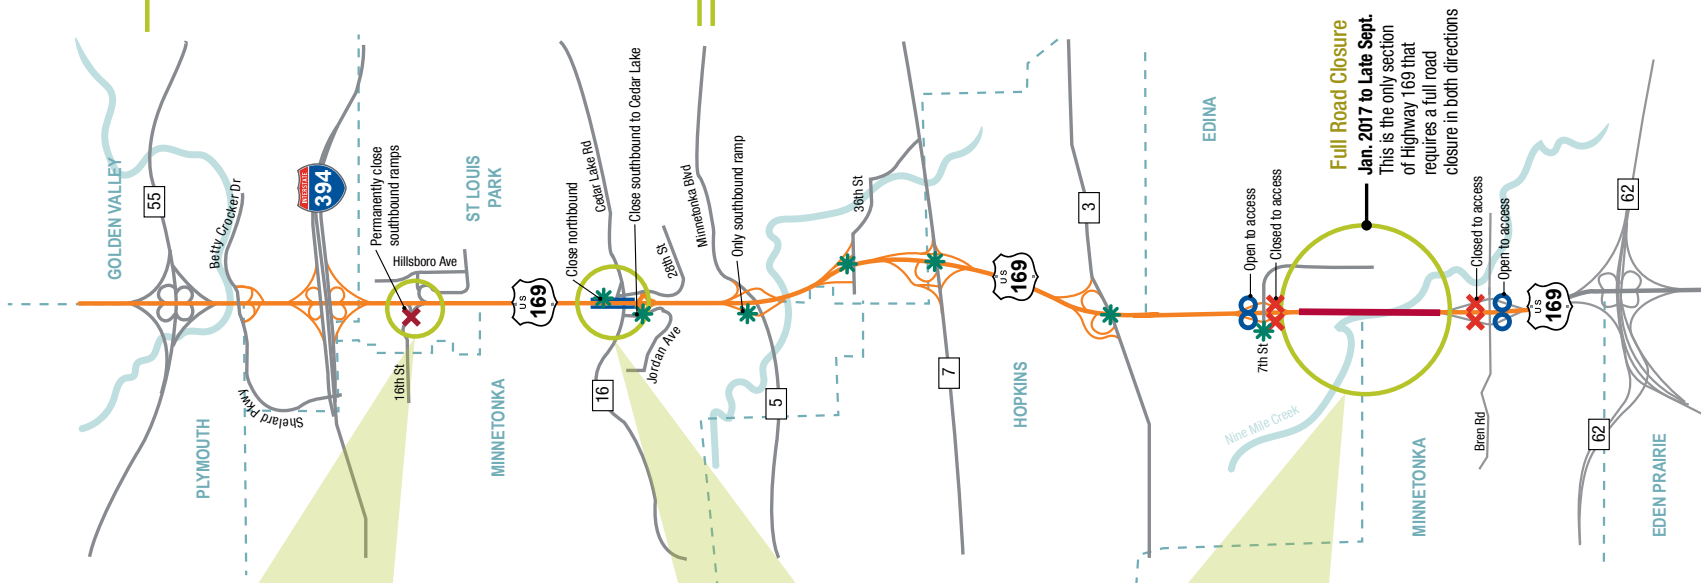 GOLDEN VALLEY
55
Betty Crocker Dr
INTERSTATE
394
Shelard Pkwy
PLYMOUTH
Permanently close
southbound ramps
ST LOUIS
PARK
Hillsboro Ave
16th St
MINNETONKA
US
169
Close northbound
Cedar Lake Rd
Close southbound to Cedar Lake
28th St
Jordan Ave
16
Minnetonka Blvd
Only southbound ramp
5
36th St
7
US
169
HOPKINS
3
EDINA
Open to access
Closed to access
7th St
Nine Mile Creek
Full Road Closure
Jan. 2017 to Late Sept.
This is the only section
of Highway 169 that
requires a full road
closure in both directions
Closed to access
Open to access
Bren Rd
MINNETONKA
US
169
62
62
EDEN PRAIRIE